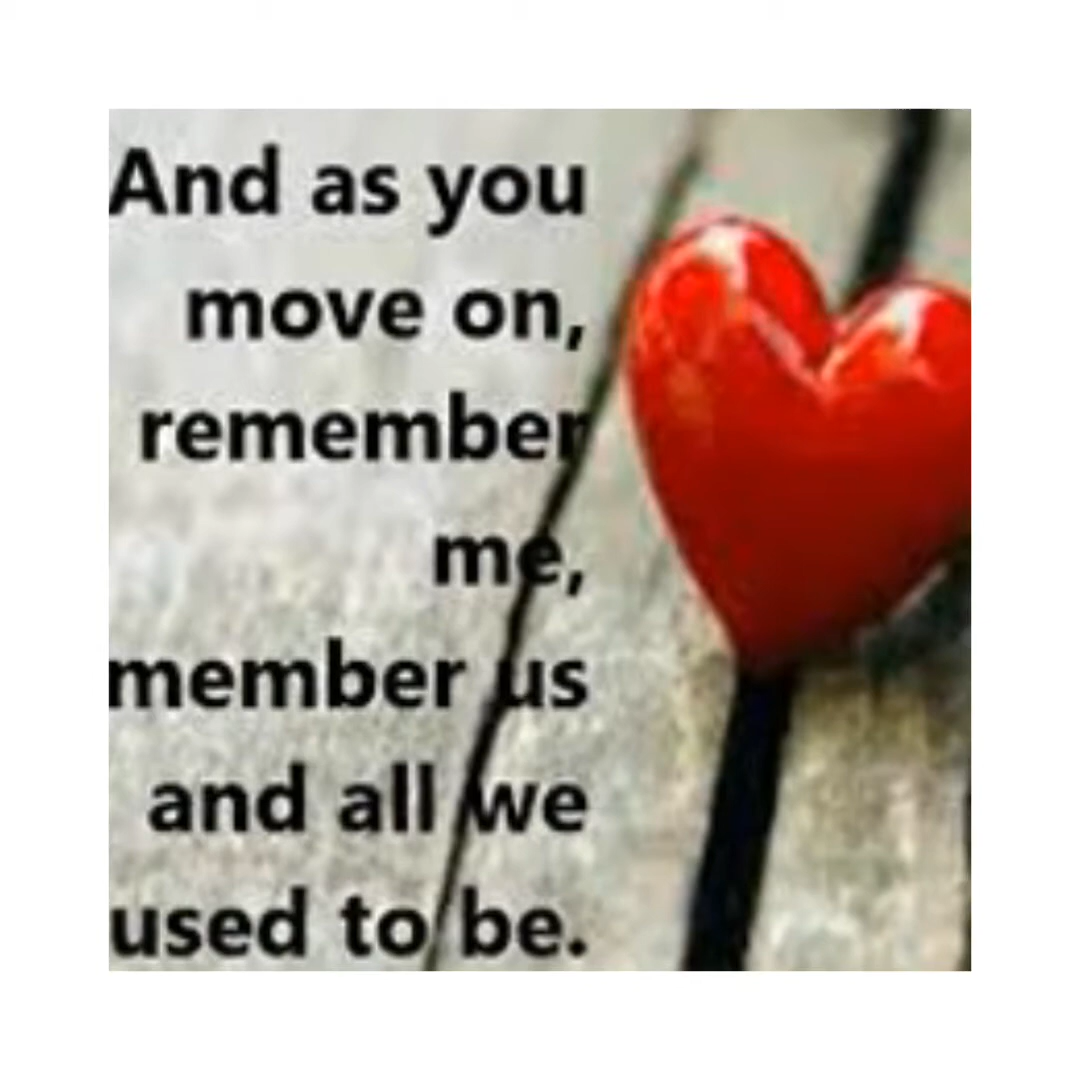 And as you
move on,
remember
me,
member us
and all we
used to be.